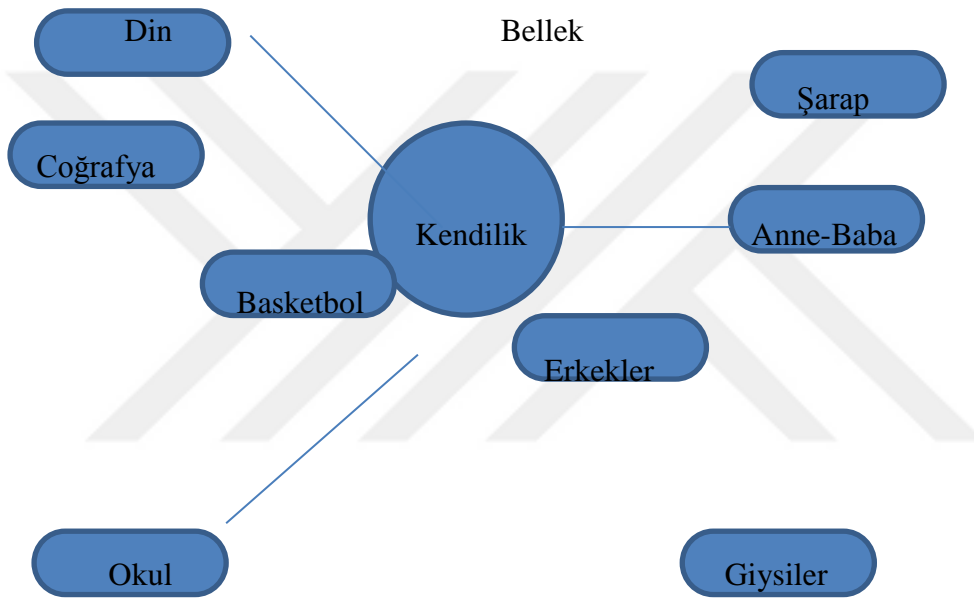 Din
Bellek
Şarap
Coğrafya
Kendilik
Anne-Baba
Basketbol
Erkekler
Okul
Giysiler